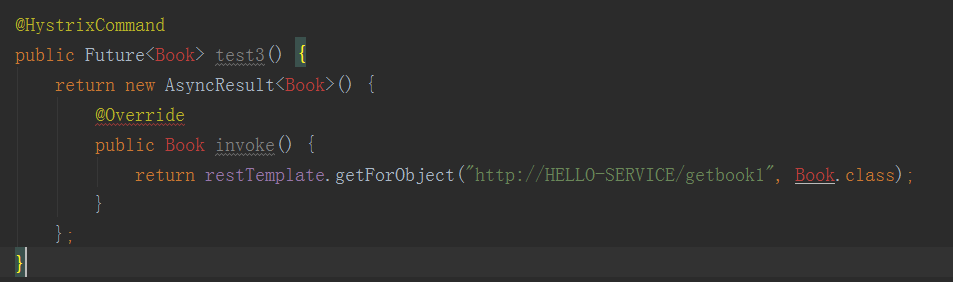 @HystrixCommand
public Future<Book> test3() {
    return new AsyncResult<Book>() {
        @Override
        public Book invoke() {
            return restTemplate.getForObject("http://HELLO-SERVICE/getbook1", Book.class);
        }
    };
}